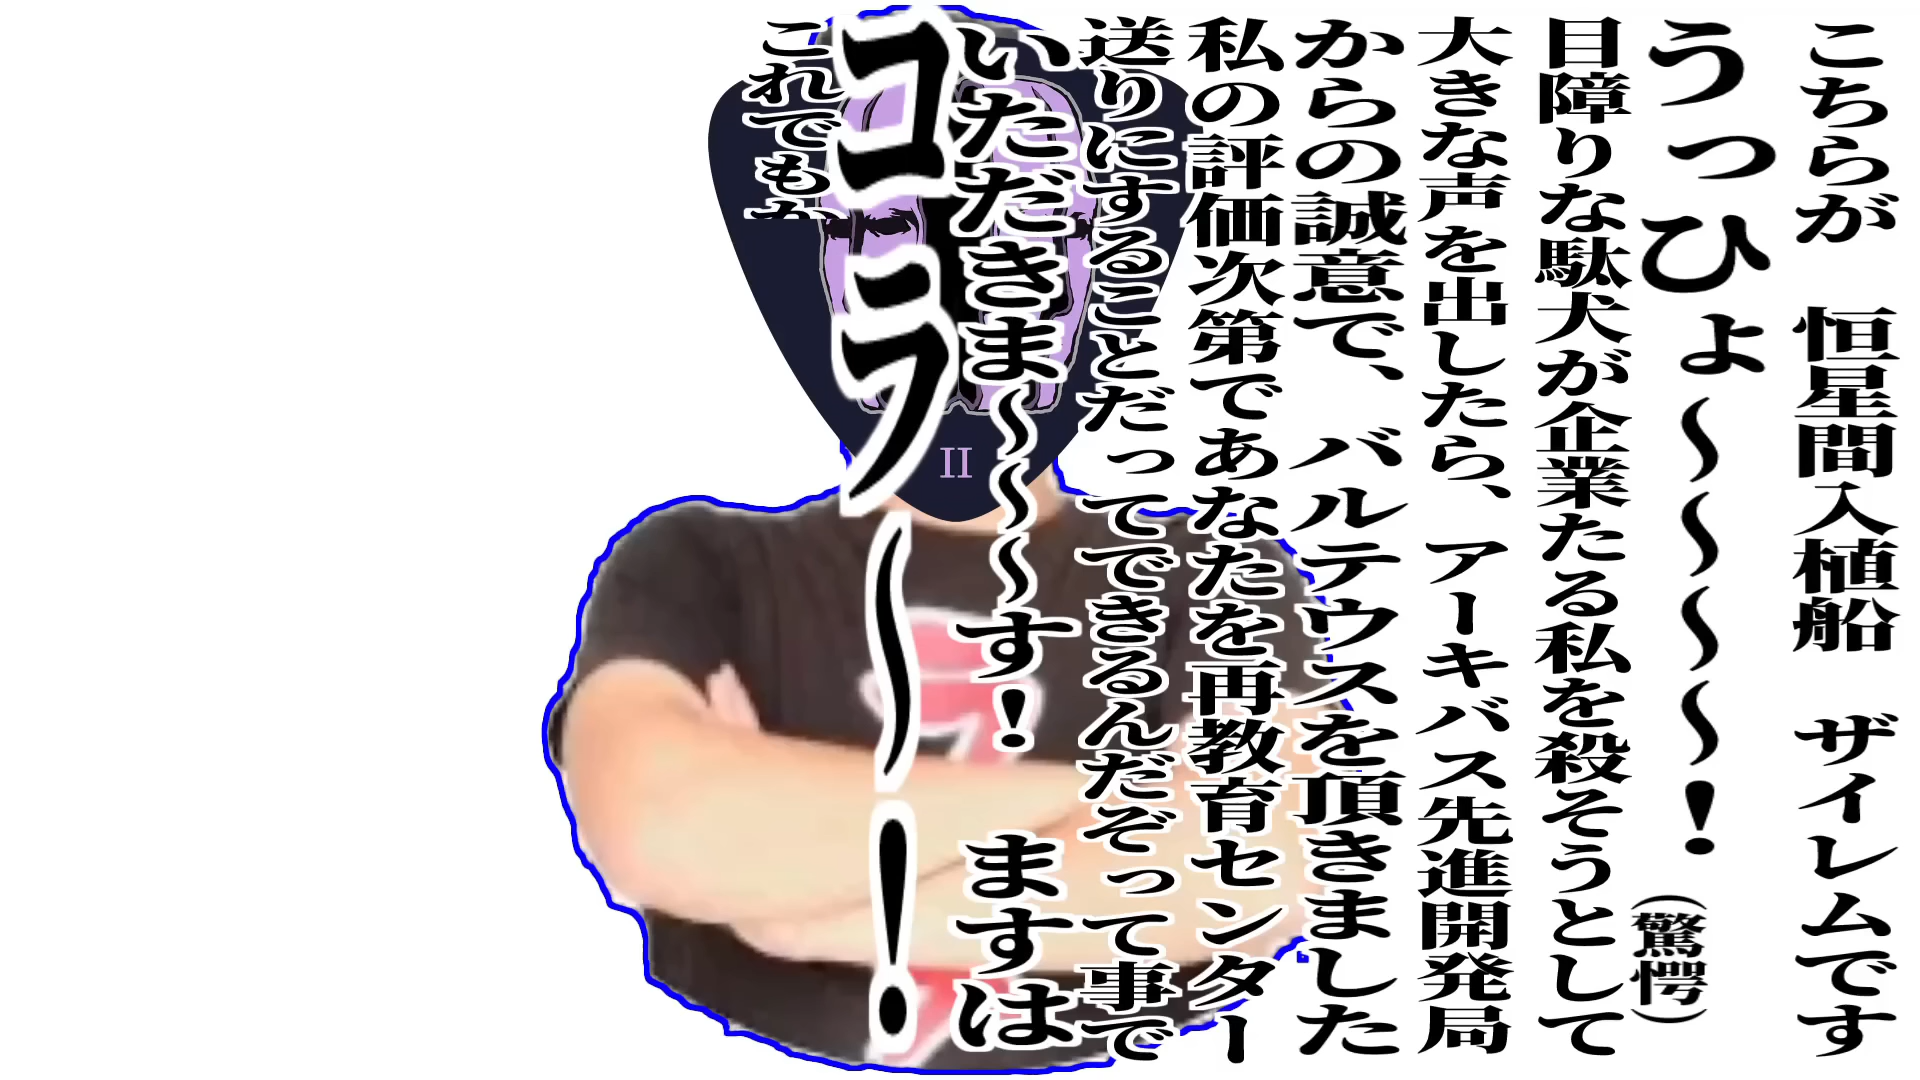 こちらが　恒星間入植船　ザイレムです
うっひょ～～～～！　（驚愕）
目障りな駄犬が企業たる私を殺そうとして
大きな声を出したら、アーキバス先進開発局
からの誠意で、　バルテウスを頂きました
私の評価次第であなたを再教育センター
送りにすることだってできるんだぞって事で
いただきま～～～す！　ますは
コラ～！
これでもか
II